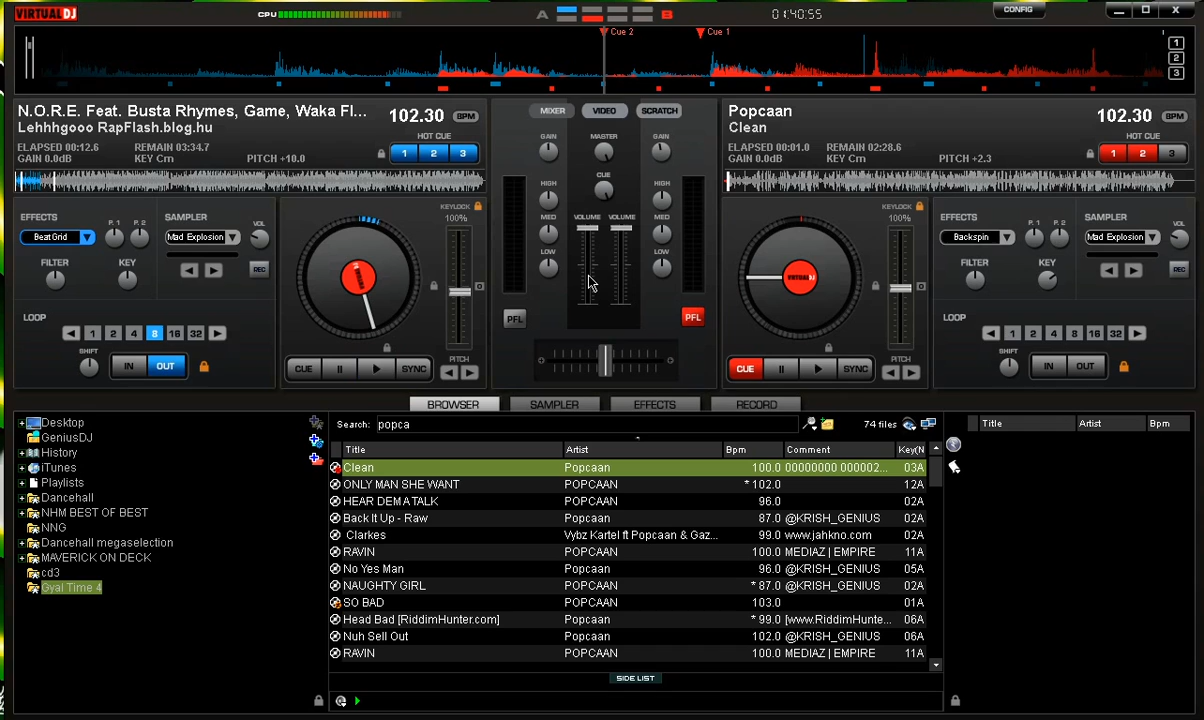 VIRTUAL DJ
CPU
A
B
01:40:55
CONFIG
Cue 2
Cue 1
1
2
3
N.O.R.E. Feat. Busta Rhymes, Game, Waka Fl...
Lehhhgooo RapFlash.blog.hu
102.30 BPM
ELAPSED 00:12.6 REMAIN 03:34.7
GAIN 0.0dB KEY Cm PITCH +10.0
HOT CUE
1 2 3
MIXER VIDEO SCRATCH
Popcaan
Clean
102.30 BPM
ELAPSED 00:01.0 REMAIN 02:28.6
GAIN 0.0dB KEY Cm PITCH +2.3
HOT CUE
1 2 3
GAIN MASTER GAIN
CUE
HIGH HIGH
MED VOLUME VOLUME MED
LOW LOW
PFL PFL
EFFECTS P. 1 P. 2 SAMPLER VOL
BeatGrid Mad Explosion
FILTER KEY REC
LOOP
1 2 4 8 16 32
SHIFT IN OUT
KEYLOCK
100%
CUE SYNC
PITCH
KEYLOCK
100%
CUE SYNC
PITCH
EFFECTS P. 1 P. 2 SAMPLER VOL
Backspin Mad Explosion
FILTER KEY REC
LOOP
1 2 4 8 16 32
SHIFT IN OUT
BROWSER SAMPLER EFFECTS RECORD
Desktop
GeniusDJ
History
iTunes
Playlists
Dancehall
NHM BEST OF BEST
NNG
Dancehall megaselection
MAVERICK ON DECK
cd3
Gyal Time 4
Search: popca 74 files
Title Artist Bpm Comment Key(N
Clean Popcaan 100.0 00000000 000002... 03A
ONLY MAN SHE WANT POPCAAN * 102.0 12A
HEAR DEM A TALK POPCAAN 96.0 02A
Back It Up - Raw Popcaan 87.0 @KRISH_GENIUS 02A
Clarkes Vybz Kartel ft Popcaan & Gaz... 99.0 www.jahkno.com 02A
RAVIN POPCAAN 100.0 MEDIAZ | EMPIRE 11A
No Yes Man Popcaan 96.0 @KRISH_GENIUS 05A
NAUGHTY GIRL POPCAAN * 87.0 @KRISH_GENIUS 02A
SO BAD POPCAAN 103.0 01A
Head Bad [RiddimHunter.com] Popcaan * 99.0 [www.RiddimHunte... 06A
Nuh Sell Out Popcaan 102.0 @KRISH_GENIUS 06A
RAVIN POPCAAN 100.0 MEDIAZ | EMPIRE 11A
SIDE LIST
Title Artist Bpm